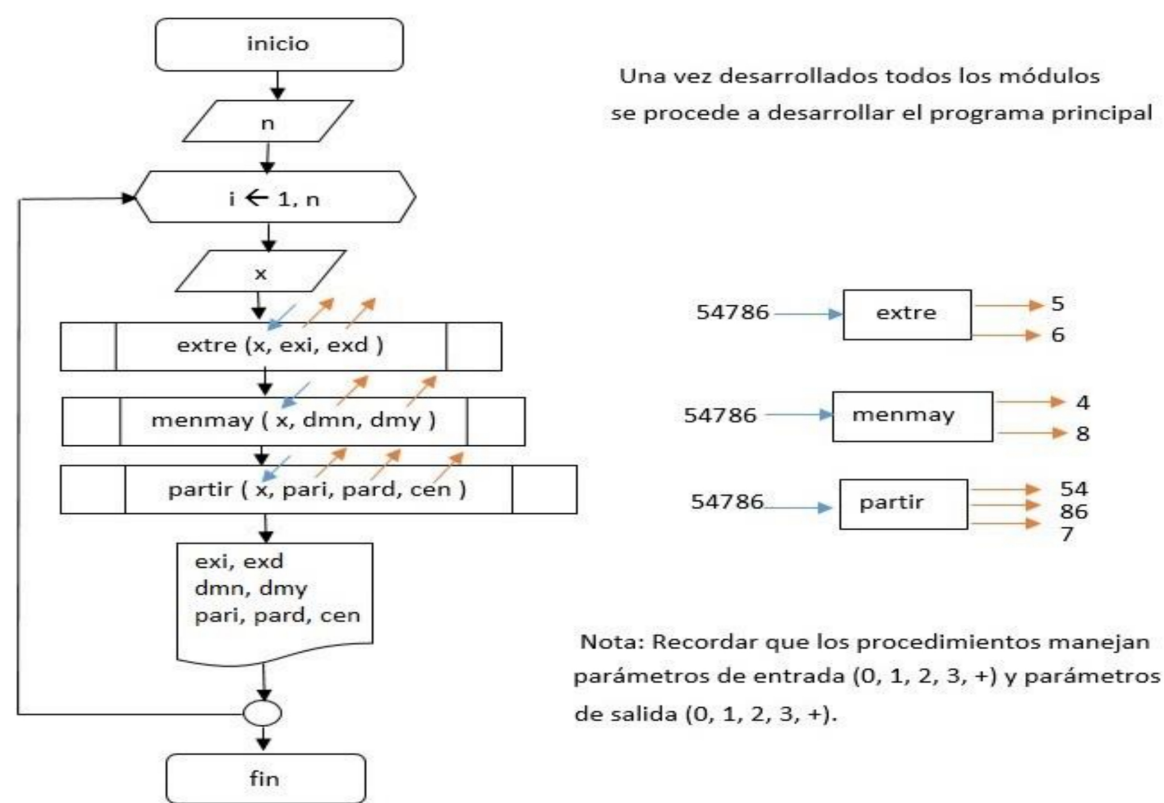 inicio
n
i ← 1, n
x
extre (x, exi, exd )
menmay ( x, dmn, dmy )
partir ( x, pari, pard, cen )
exi, exd
dmn, dmy
pari, pard, cen
fin
Una vez desarrollados todos los módulos
se procede a desarrollar el programa principal
54786
extre
5
6
54786
menmay
4
8
54786
partir
54
86
7
Nota: Recordar que los procedimientos manejan
parámetros de entrada (0, 1, 2, 3, +) y parámetros
de salida (0, 1, 2, 3, +).